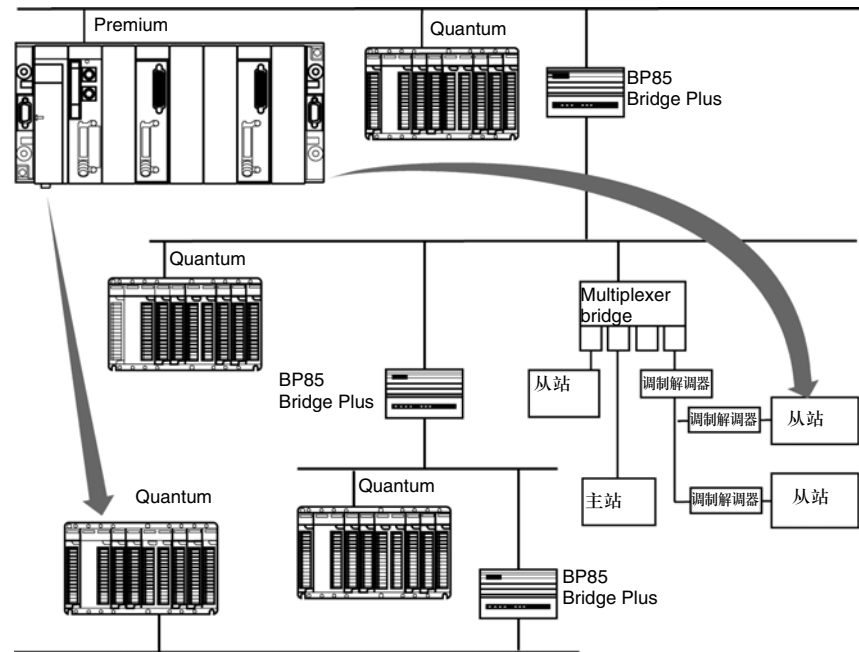 Premium
Quantum
BP85
Bridge Plus
Quantum
Multiplexer
bridge
BP85
Bridge Plus
从站
调制解调器
调制解调器
从站
Quantum
Quantum
主站
调制解调器
从站
BP85
Bridge Plus